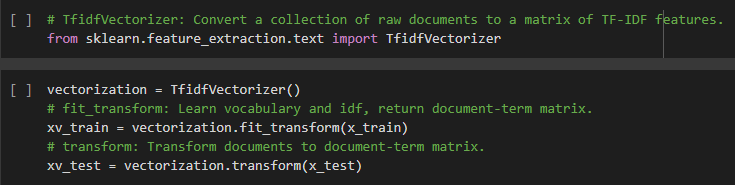 [ ] # TfidfVectorizer: Convert a collection of raw documents to a matrix of TF-IDF features.
from sklearn.feature_extraction.text import TfidfVectorizer
[ ] vectorization = TfidfVectorizer()
# fit_transform: Learn vocabulary and idf, return document-term matrix.
xv_train = vectorization.fit_transform(x_train)
# transform: Transform documents to document-term matrix.
xv_test = vectorization.transform(x_test)